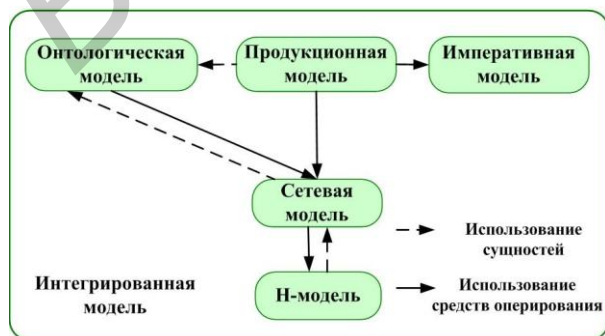 Онтологическая
модель
Продукционная
модель
Императивная
модель
Сетевая
модель
Использование
сущностей
Интегрированная
модель
Н-модель
Использование
средств оперирования